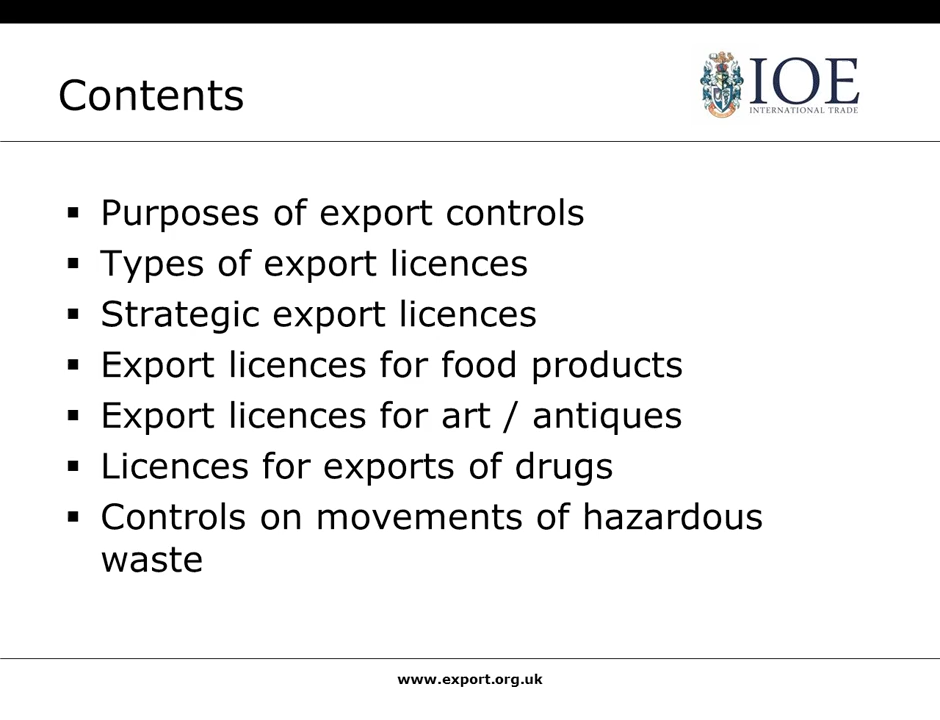 Contents
IOE
INTERNATIONAL TRADE
▪ Purposes of export controls
▪ Types of export licences
▪ Strategic export licences
▪ Export licences for food products
▪ Export licences for art / antiques
▪ Licences for exports of drugs
▪ Controls on movements of hazardous
waste
www.export.org.uk